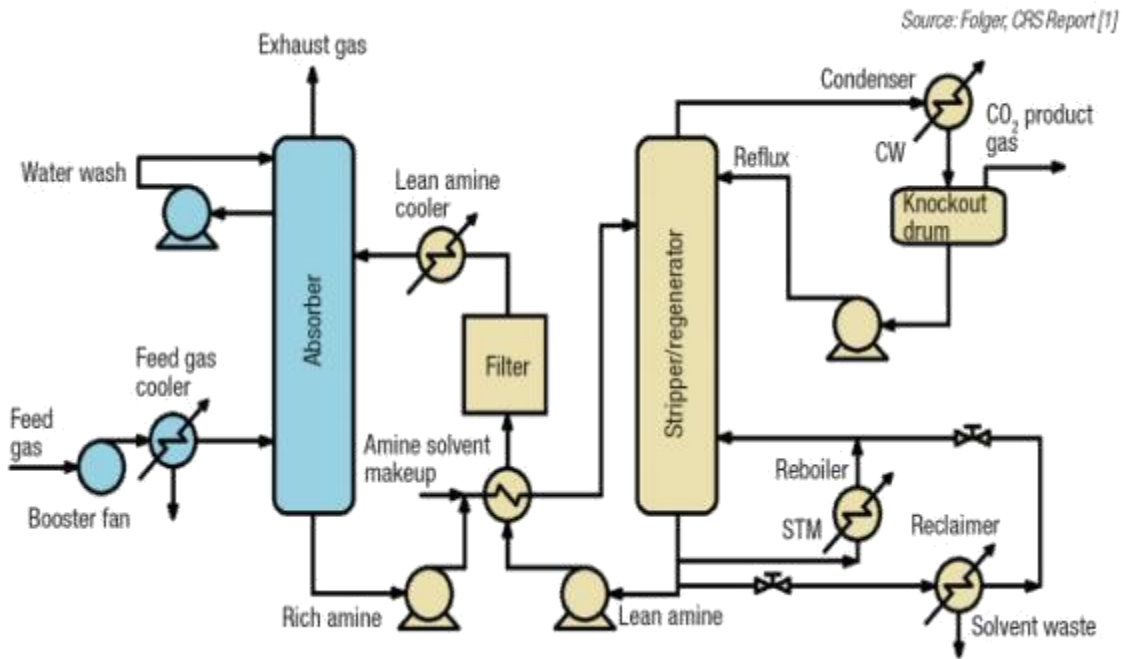 Source: Folger, CRS Report [1]
Exhaust gas
Condenser
CO₂ product
gas
CW
Water wash
Reflux
Lean amine
cooler
Knockout
drum
Absorber
Stripper/regenerator
Filter
Feed gas
cooler
Feed
gas
Booster fan
Amine solvent
makeup
Reboiler
STM
Reclaimer
Rich amine
Lean amine
Solvent waste